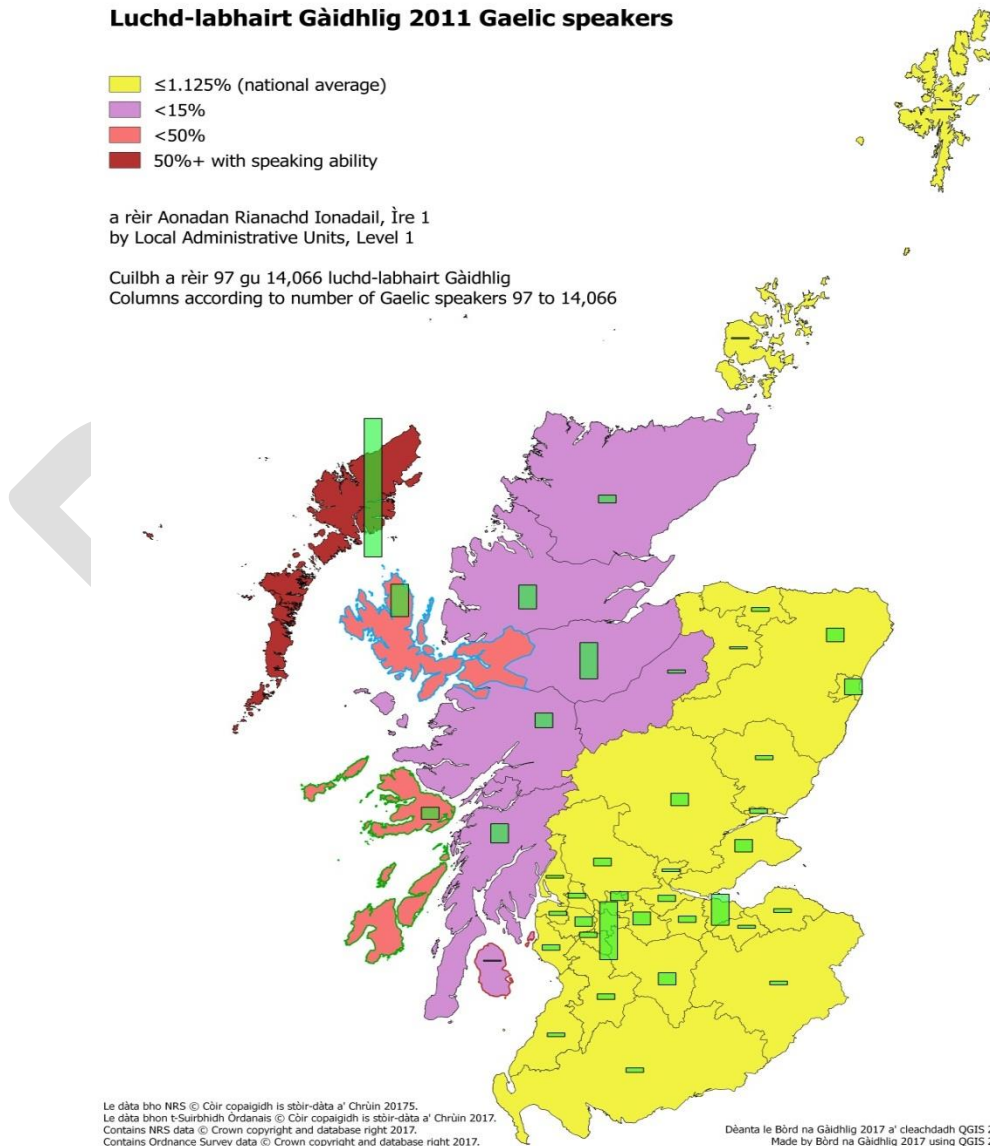 Luchd-labhairt Gàidhlig 2011 Gaelic speakers
≤1.125% (national average)
<15%
<50%
50%+ with speaking ability
a rèir Aonadan Rianachd Ionadail, Ìre 1
by Local Administrative Units, Level 1
Cuilbh a rèir 97 gu 14,066 luchd-labhairt Gàidhlig
Columns according to number of Gaelic speakers 97 to 14,066
Le dàta bho NRS © Còir copaigidh is stòir-dàta a' Chrùin 20175.
Le dàta bhon t-Suirbhidh Òrdanais © Còir copaigidh is stòir-dàta a' Chrùin 2017.
Contains NRS data © Crown copyright and database right 2017.
Contains Ordnance Survey data © Crown copyright and database right 2017.
Dèanta le Bòrd na Gàidhlig 2017 a' cleachdadh QGIS
Made by Bòrd na Gàidhlig 2017 using QGIS